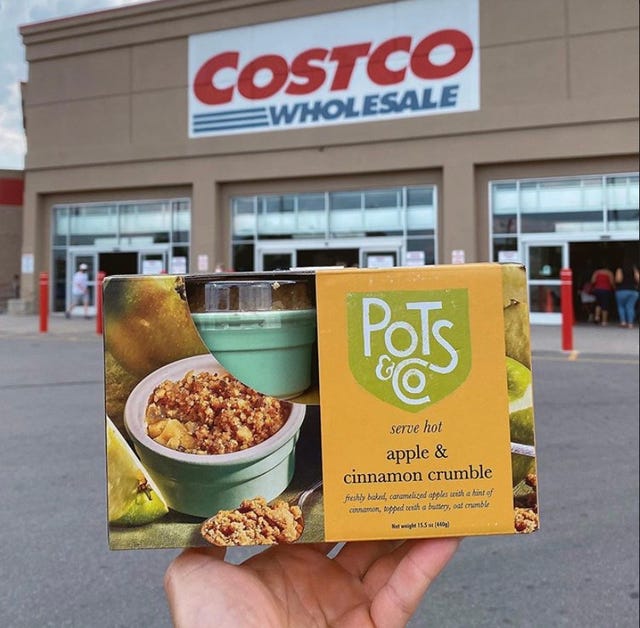 COSTCO
WHOLESALE
POTS
& CO
serve hot
apple &
cinnamon crumble
freshly baked, caramelized apples with a hint of
cinnamon, topped with a buttery, oat crumble
Net weight 15.5 oz (440g)